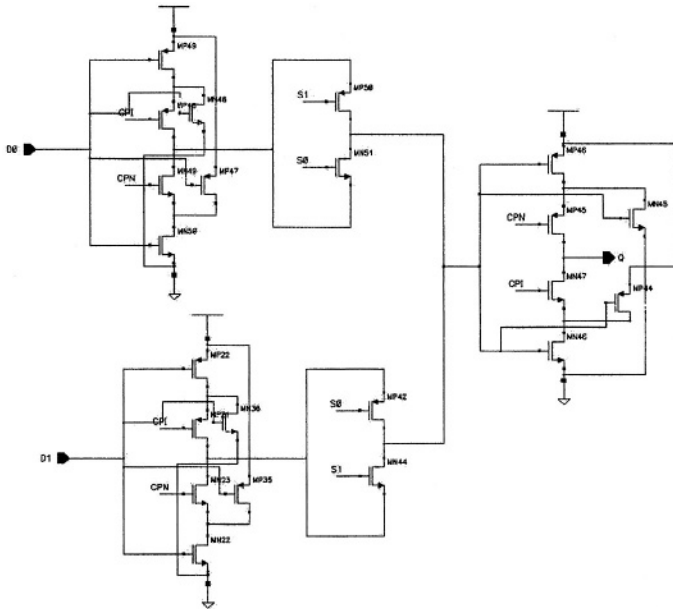 MP49
MN48
MP48
CPI
D0
MN49
CPN
MP47
MN50
S1
MP50
S0
MN51
MP46
MN45
MP45
CPN
Q
MN47
CPI
MP44
MN46
MP22
MN36
CPI
D1
MN23
CPN
MP35
MN22
S0
MP42
S1
MN44